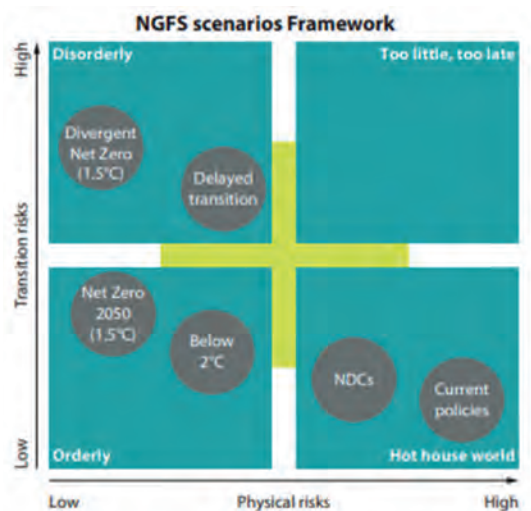 NGFS scenarios Framework
High
Transition risks
Low
Disorderly
Too little, too late
Divergent
Net Zero
(1.5°C)
Delayed
transition
Net Zero
2050
(1.5°C)
Below
2°C
NDCs
Current
policies
Orderly
Hot house world
Low
Physical risks
High